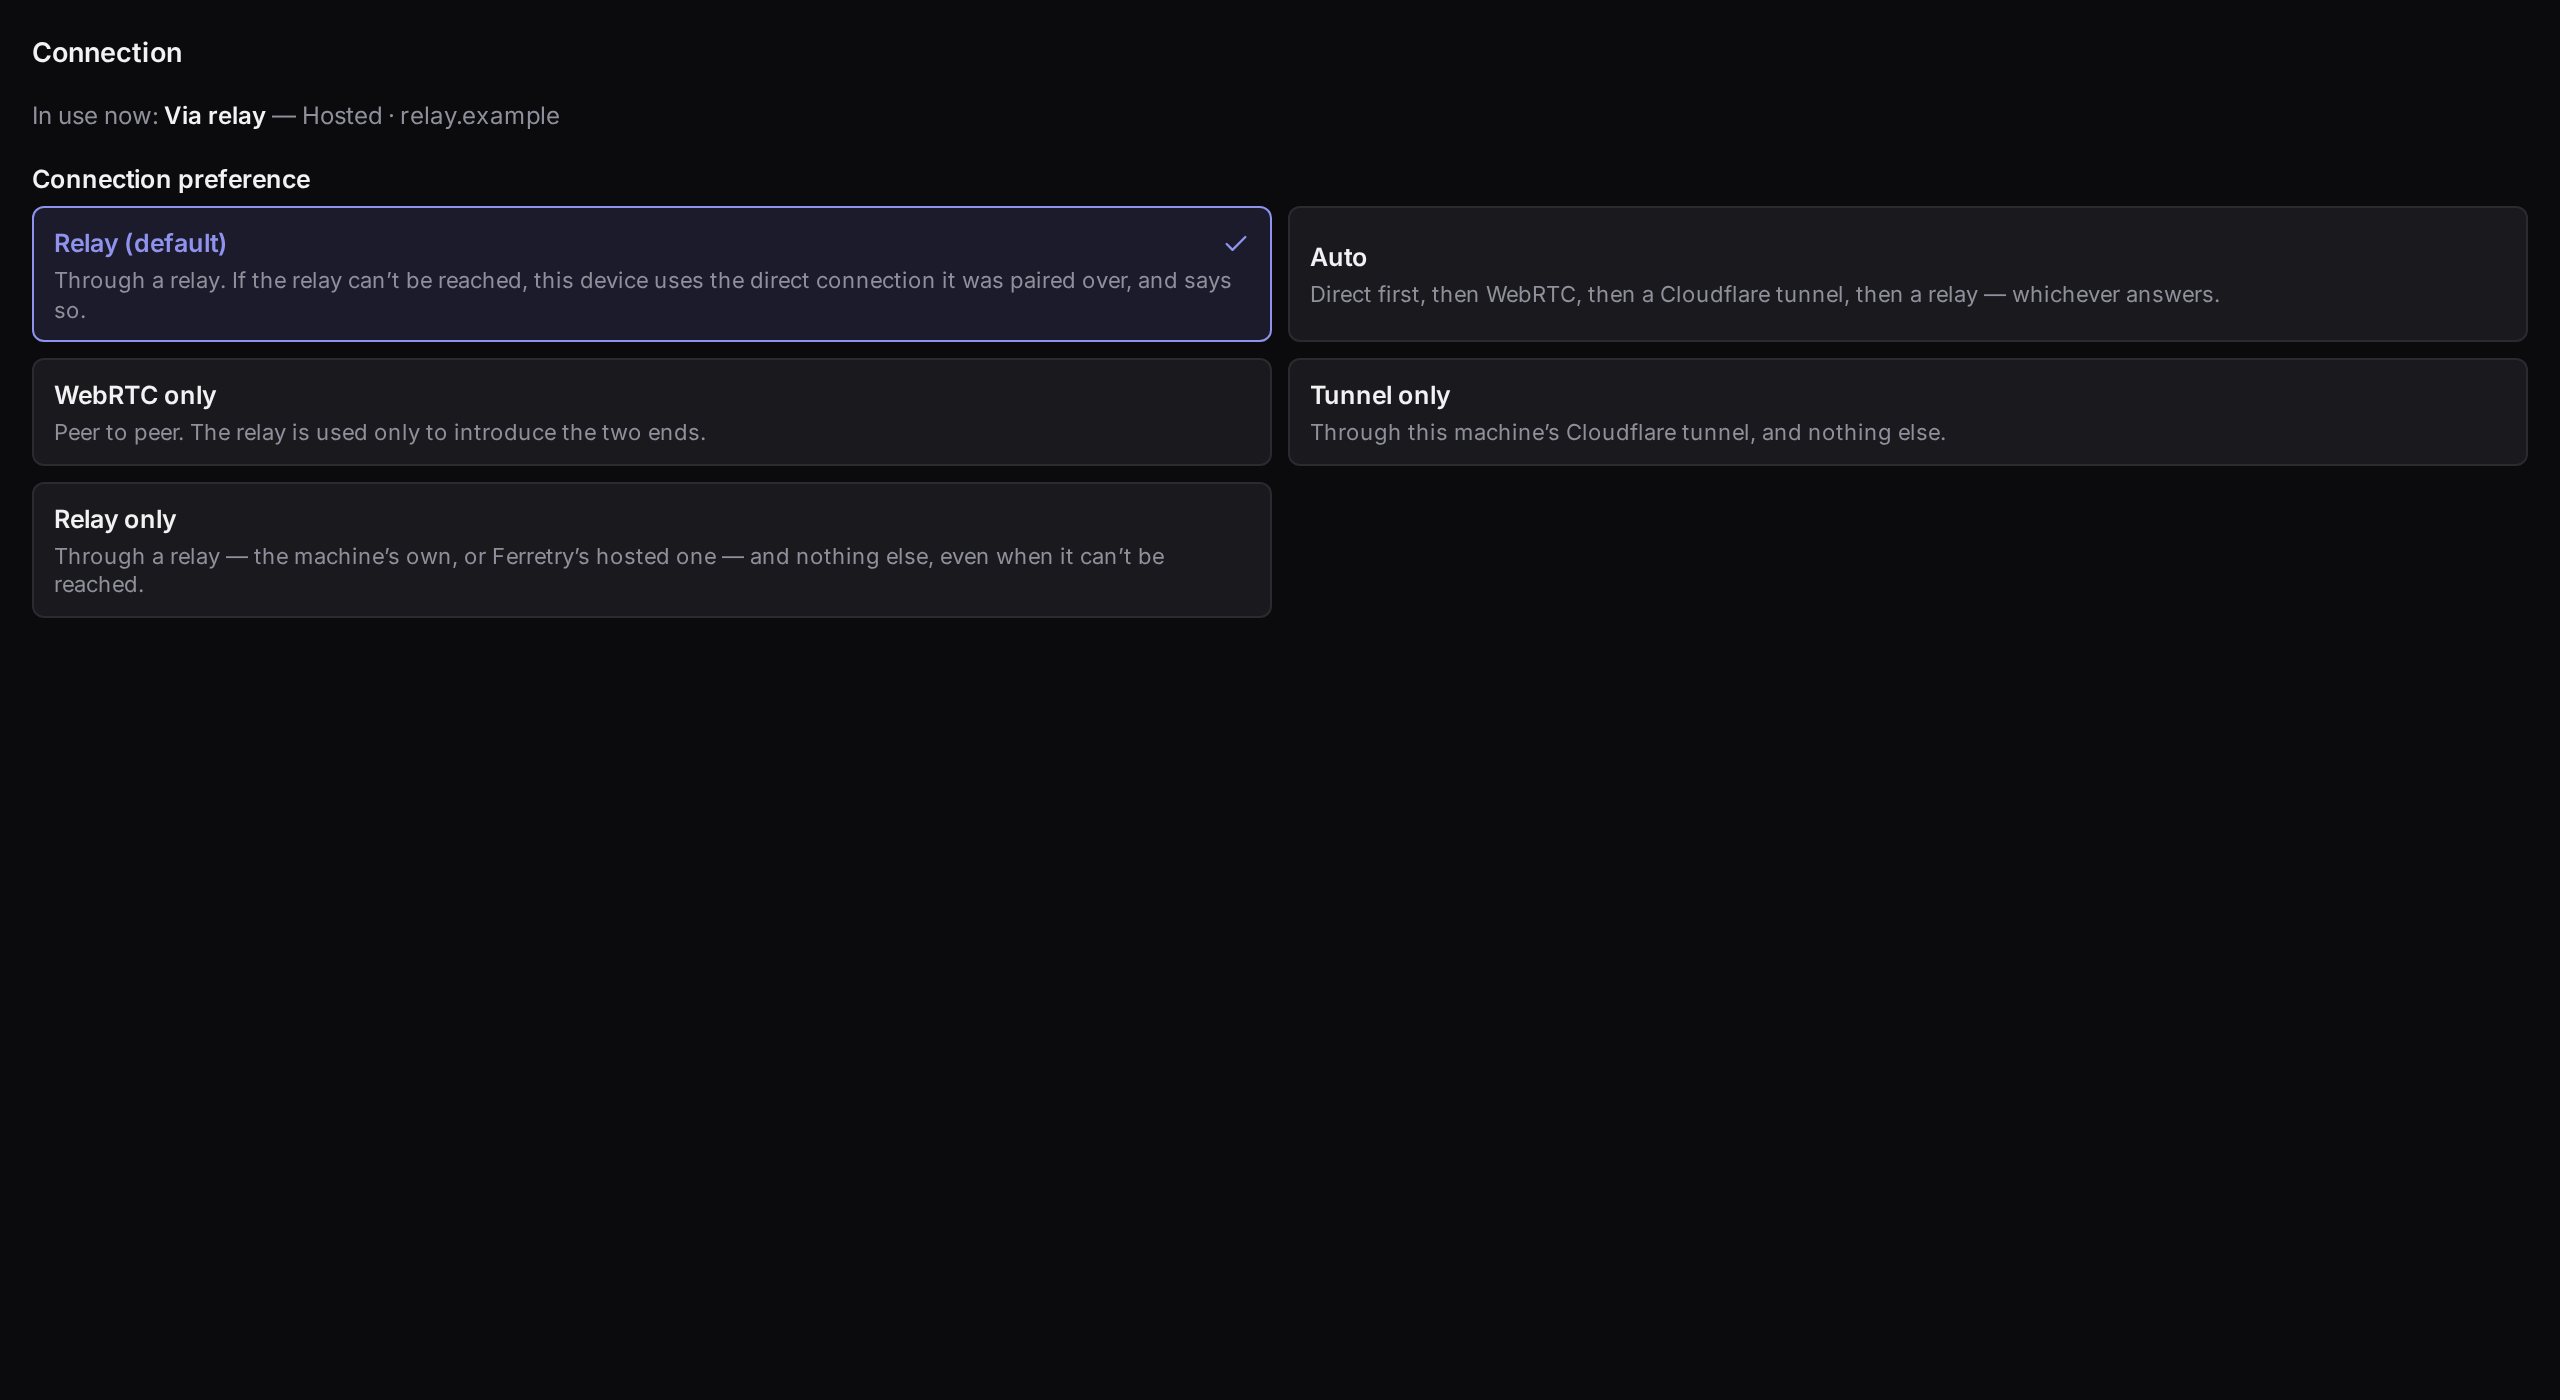 Connection
In use now: Via relay — Hosted · relay.example
Connection preference
Relay (default)
Through a relay. If the relay can’t be reached, this device uses the direct connection it was paired over, and says
so.
Auto
Direct first, then WebRTC, then a Cloudflare tunnel, then a relay — whichever answers.
WebRTC only
Peer to peer. The relay is used only to introduce the two ends.
Tunnel only
Through this machine’s Cloudflare tunnel, and nothing else.
Relay only
Through a relay — the machine’s own, or Ferretry’s hosted one — and nothing else, even when it can’t be
reached.